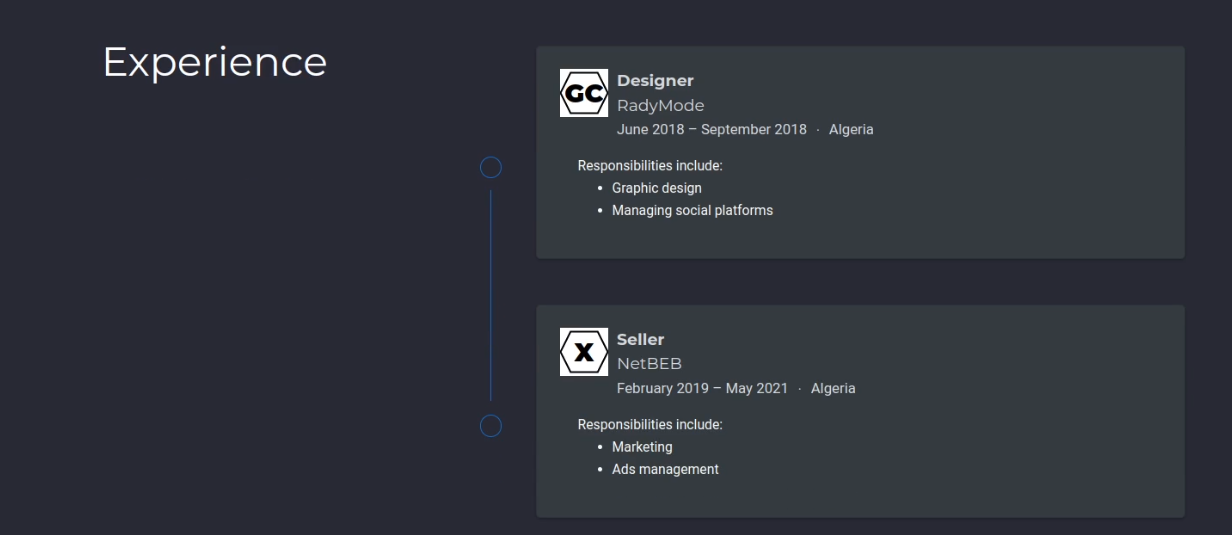 Experience
GC
Designer
RadyMode
June 2018 – September 2018 · Algeria
Responsibilities include:
• Graphic design
• Managing social platforms
X
Seller
NetBEB
February 2019 – May 2021 · Algeria
Responsibilities include:
• Marketing
• Ads management